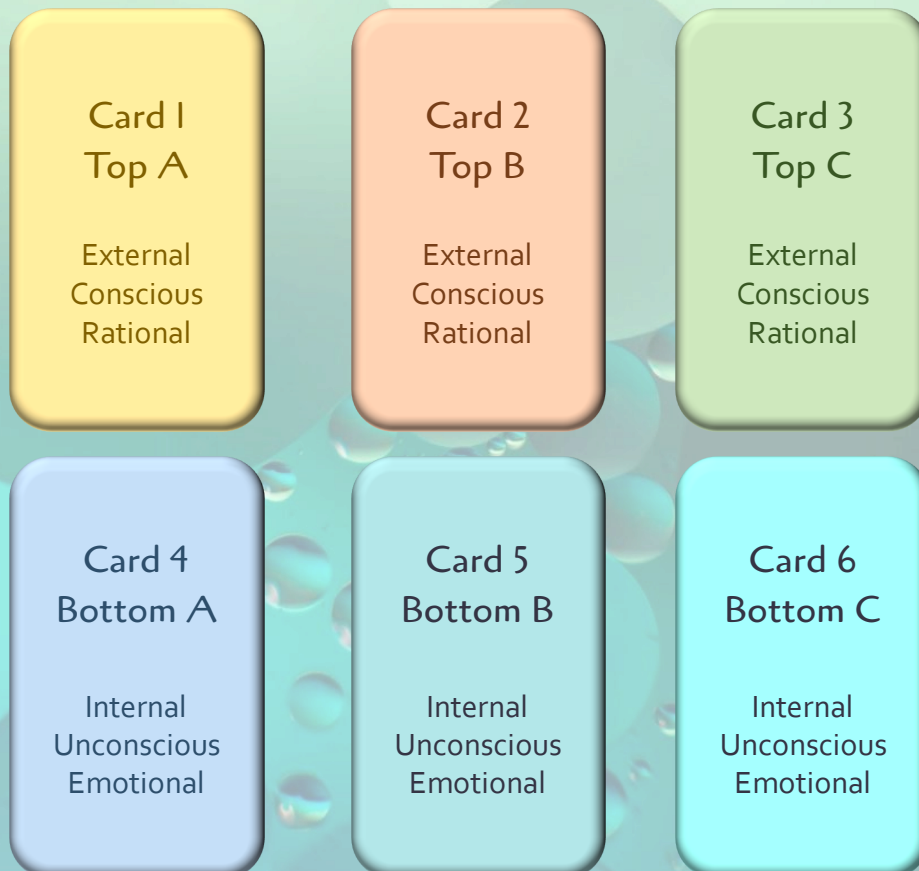 Card 1
Top A
External
Conscious
Rational
Card 2
Top B
External
Conscious
Rational
Card 3
Top C
External
Conscious
Rational
Card 4
Bottom A
Internal
Unconscious
Emotional
Card 5
Bottom B
Internal
Unconscious
Emotional
Card 6
Bottom C
Internal
Unconscious
Emotional